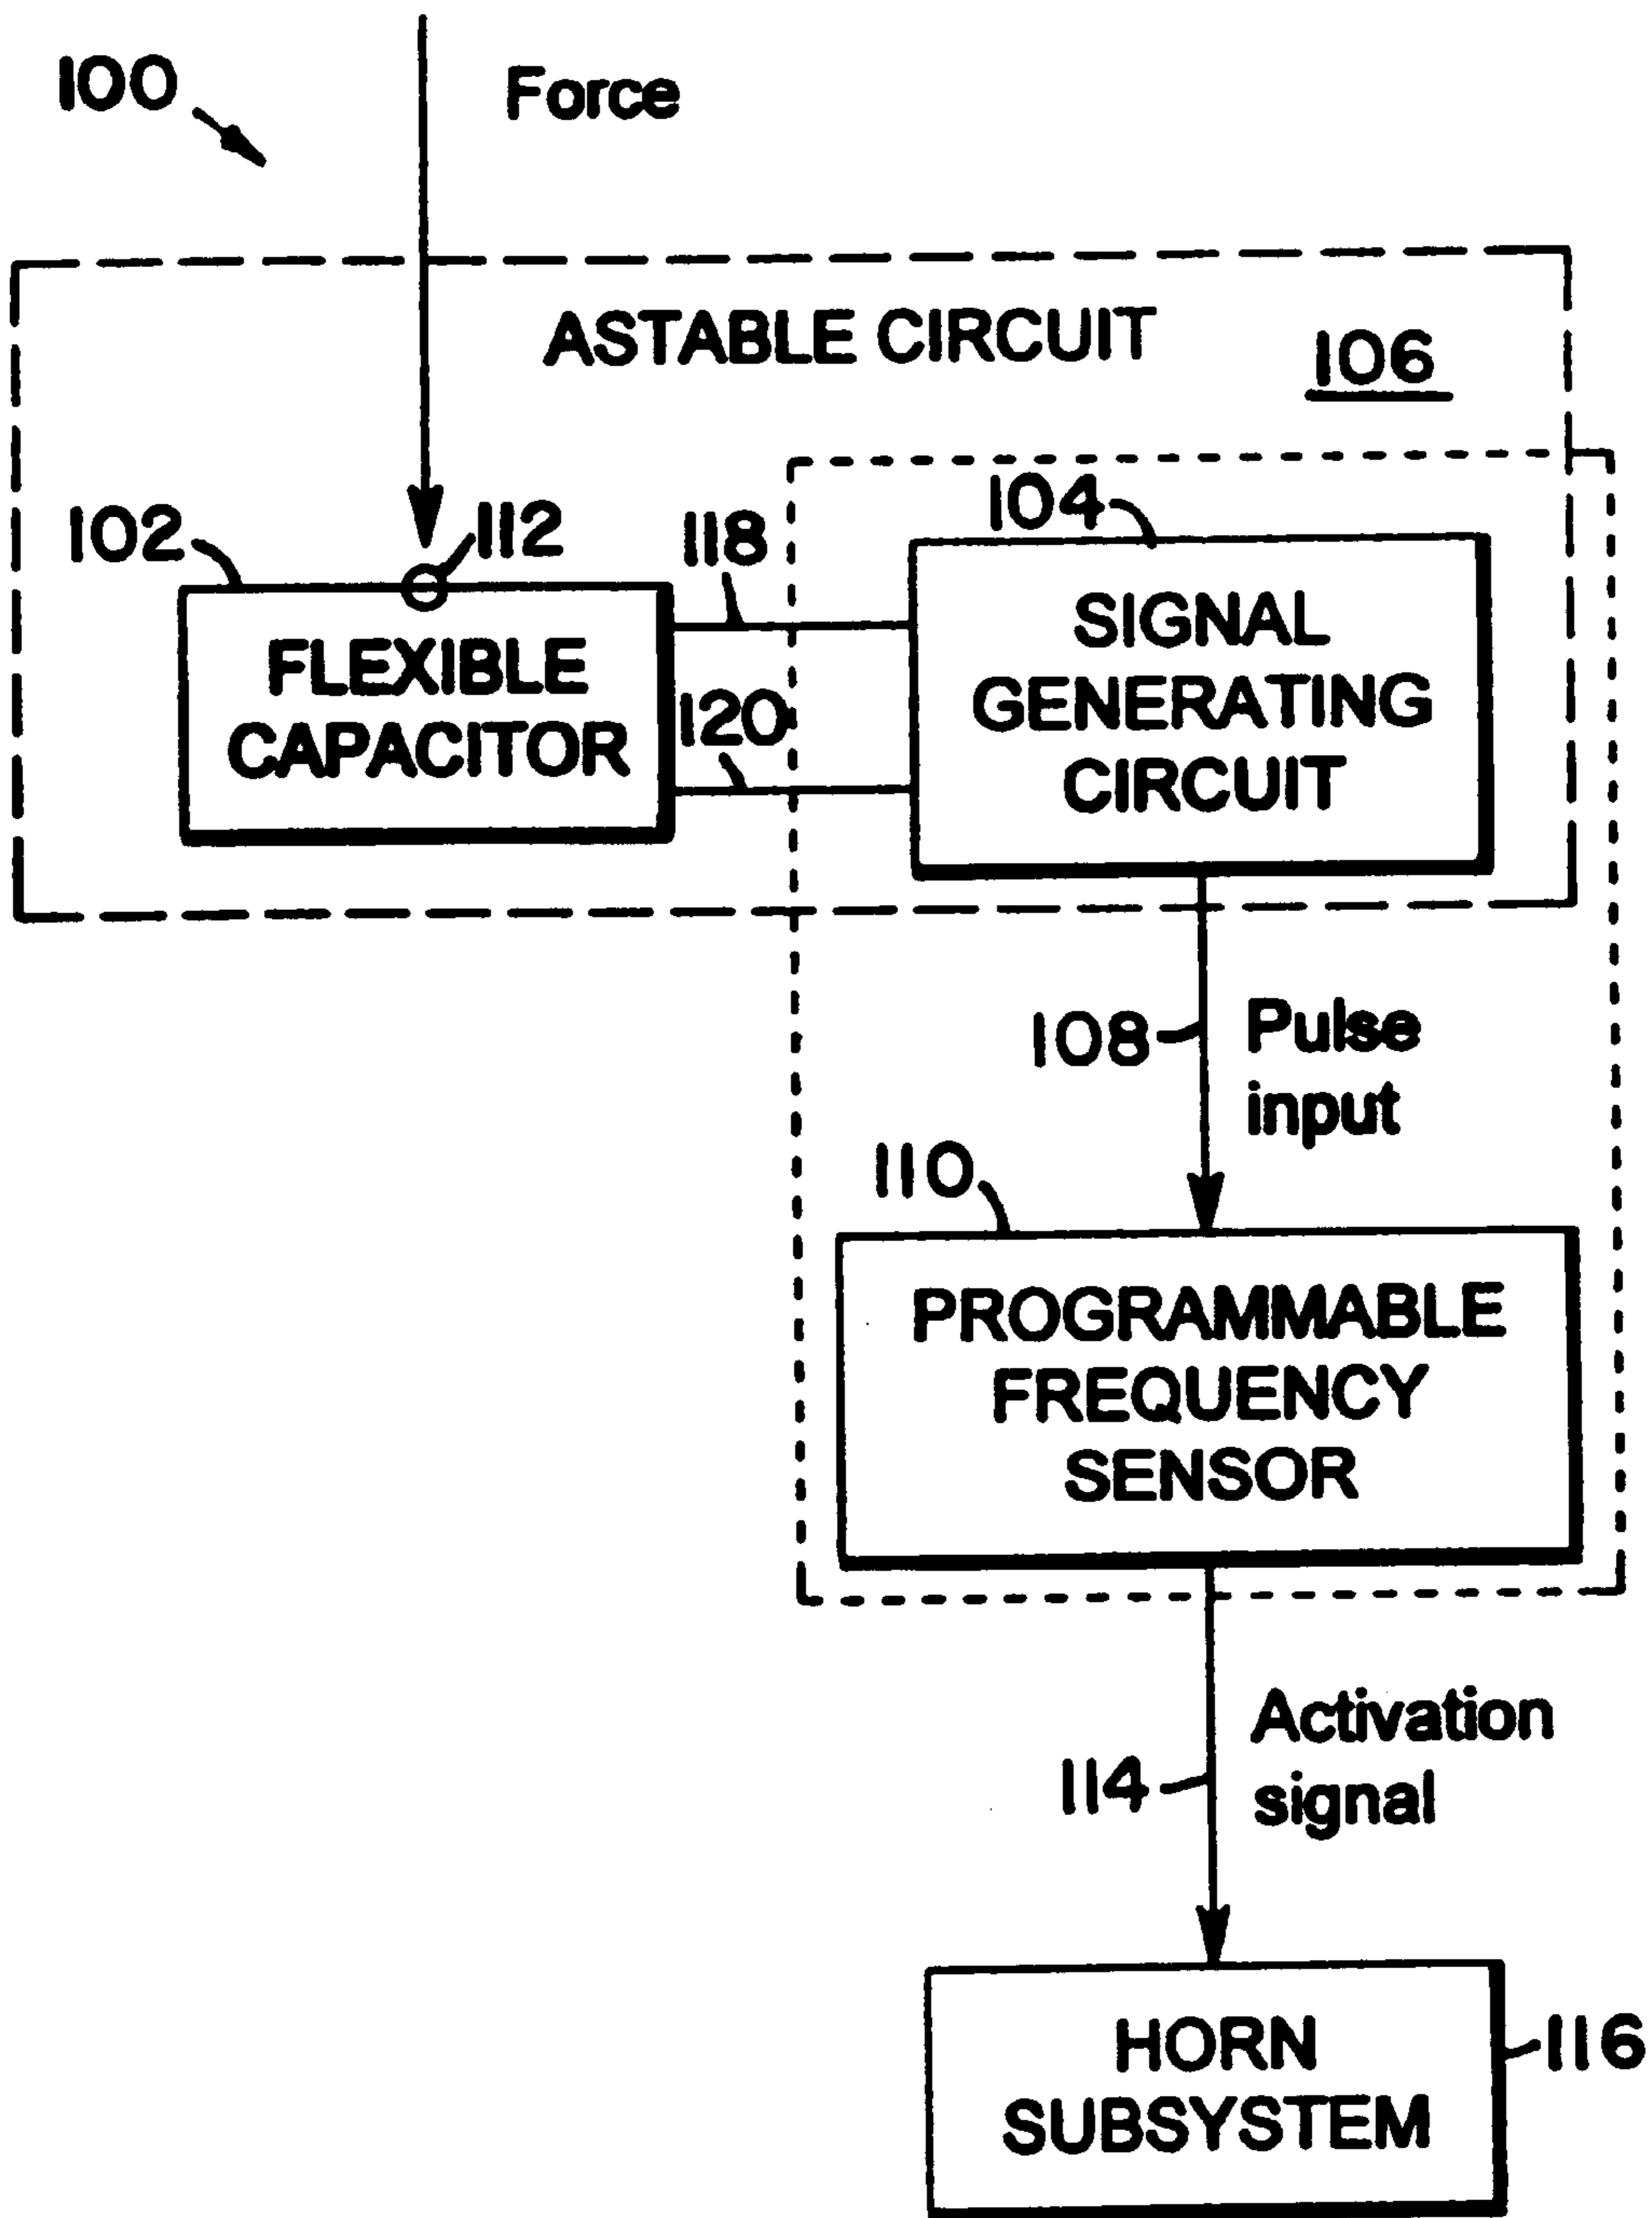 100
Force
ASTABLE CIRCUIT
106
102
112
118
104
FLEXIBLE
CAPACITOR
120
SIGNAL
GENERATING
CIRCUIT
108
Pulse
input
110
PROGRAMMABLE
FREQUENCY
SENSOR
114
Activation
signal
HORN
SUBSYSTEM
116